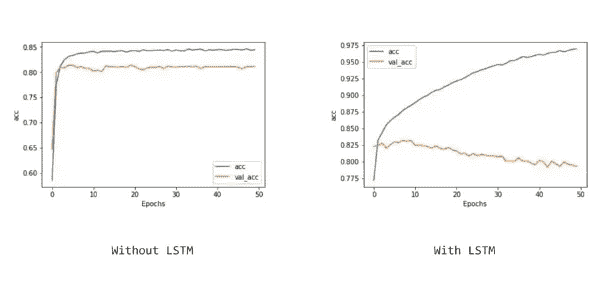 0.85
0.80
0.75
0.70
0.65
0.60
acc
acc
val_acc
0 10 20 30 40 50
Epochs
Without LSTM
0.975
0.950
0.925
0.900
0.875
0.850
0.825
0.800
0.775
acc
acc
val_acc
0 10 20 30 40 50
Epochs
With LSTM